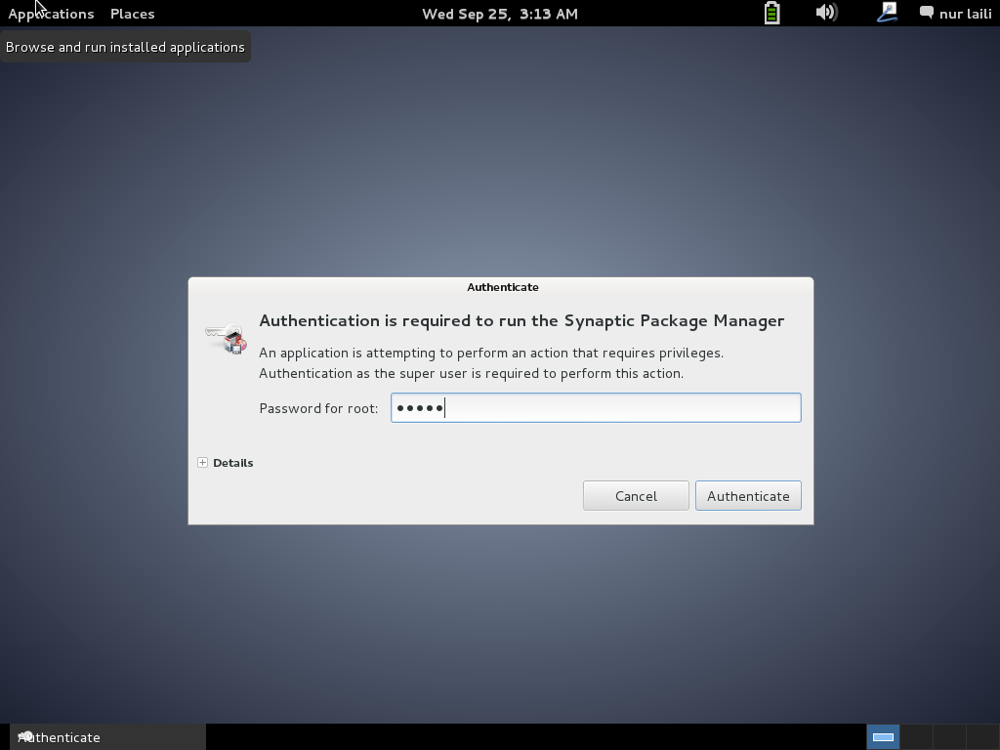 Applications Places Wed Sep 25, 3:13 AM nur laili
Browse and run installed applications
Authenticate
Authentication is required to run the Synaptic Package Manager
An application is attempting to perform an action that requires privileges.
Authentication as the super user is required to perform this action.
Password for root: •••••
Details
Cancel Authenticate
Authenticate